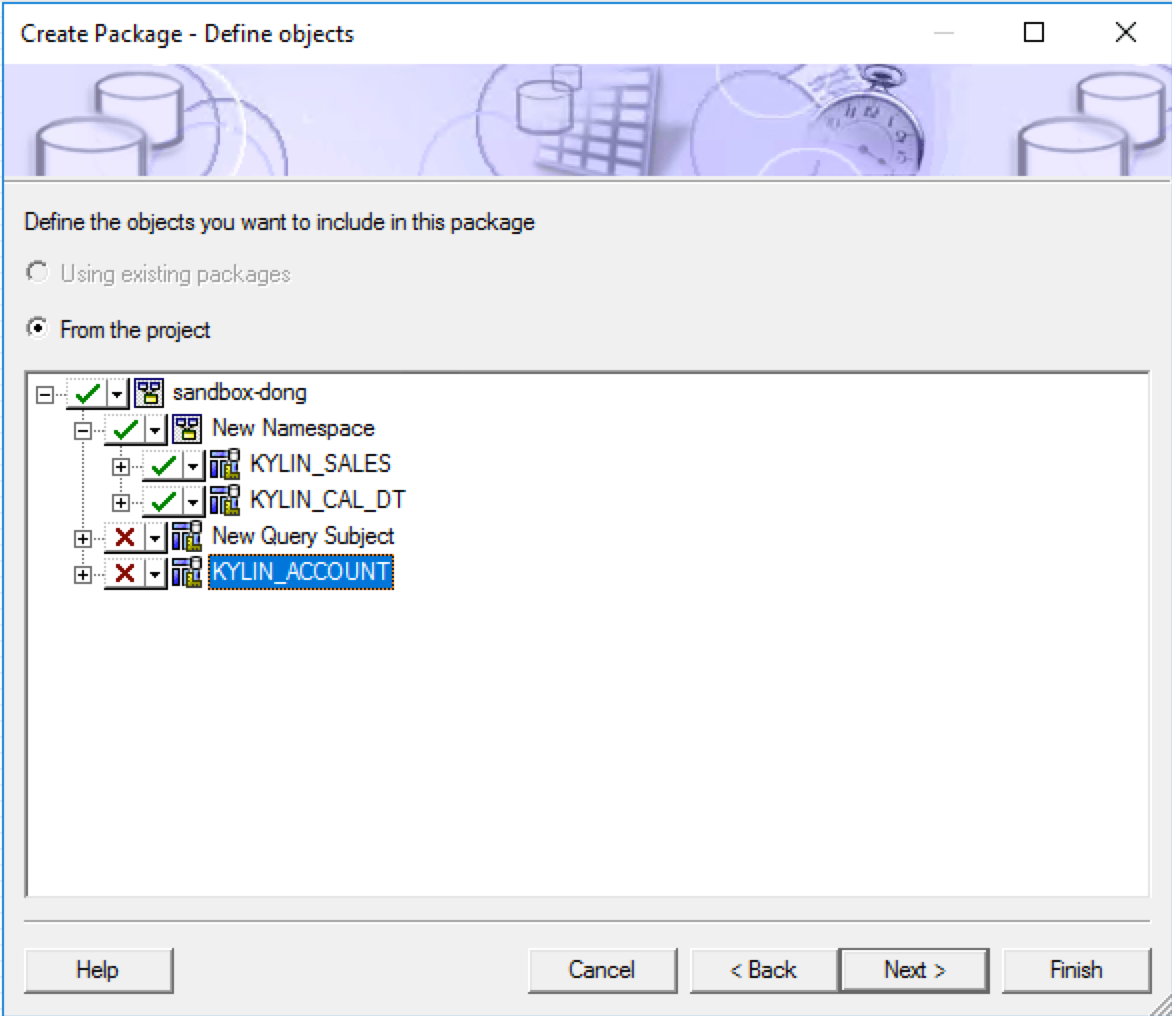 Create Package - Define objects
Define the objects you want to include in this package
Using existing packages
From the project
sandbox-dong
New Namespace
KYLIN_SALES
KYLIN_CAL_DT
New Query Subject
KYLIN_ACCOUNT
Help Cancel < Back Next > Finish